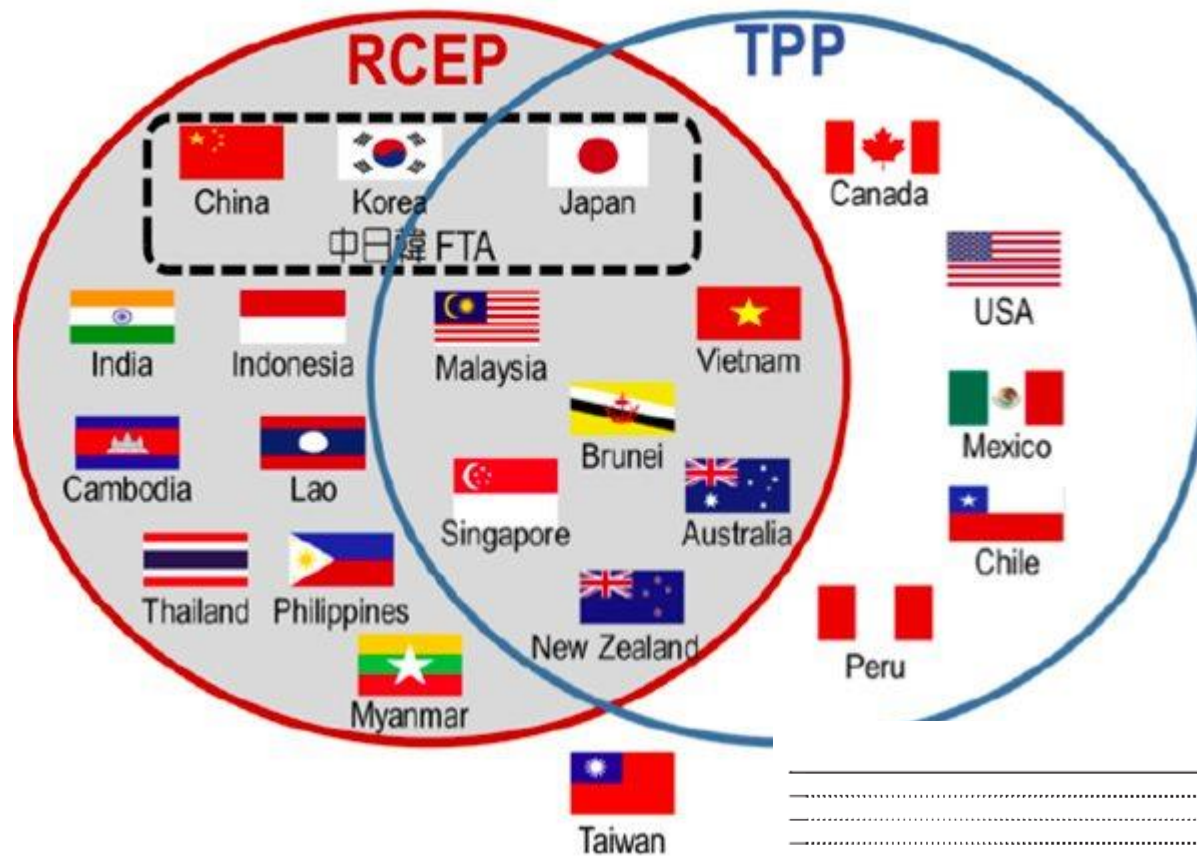 RCEP
TPP
China
Korea
Japan
中日韓 FTA
Canada
USA
India
Indonesia
Malaysia
Vietnam
Mexico
Brunei
Cambodia
Lao
Singapore
Australia
Chile
Thailand
Philippines
New Zealand
Peru
Myanmar
Taiwan